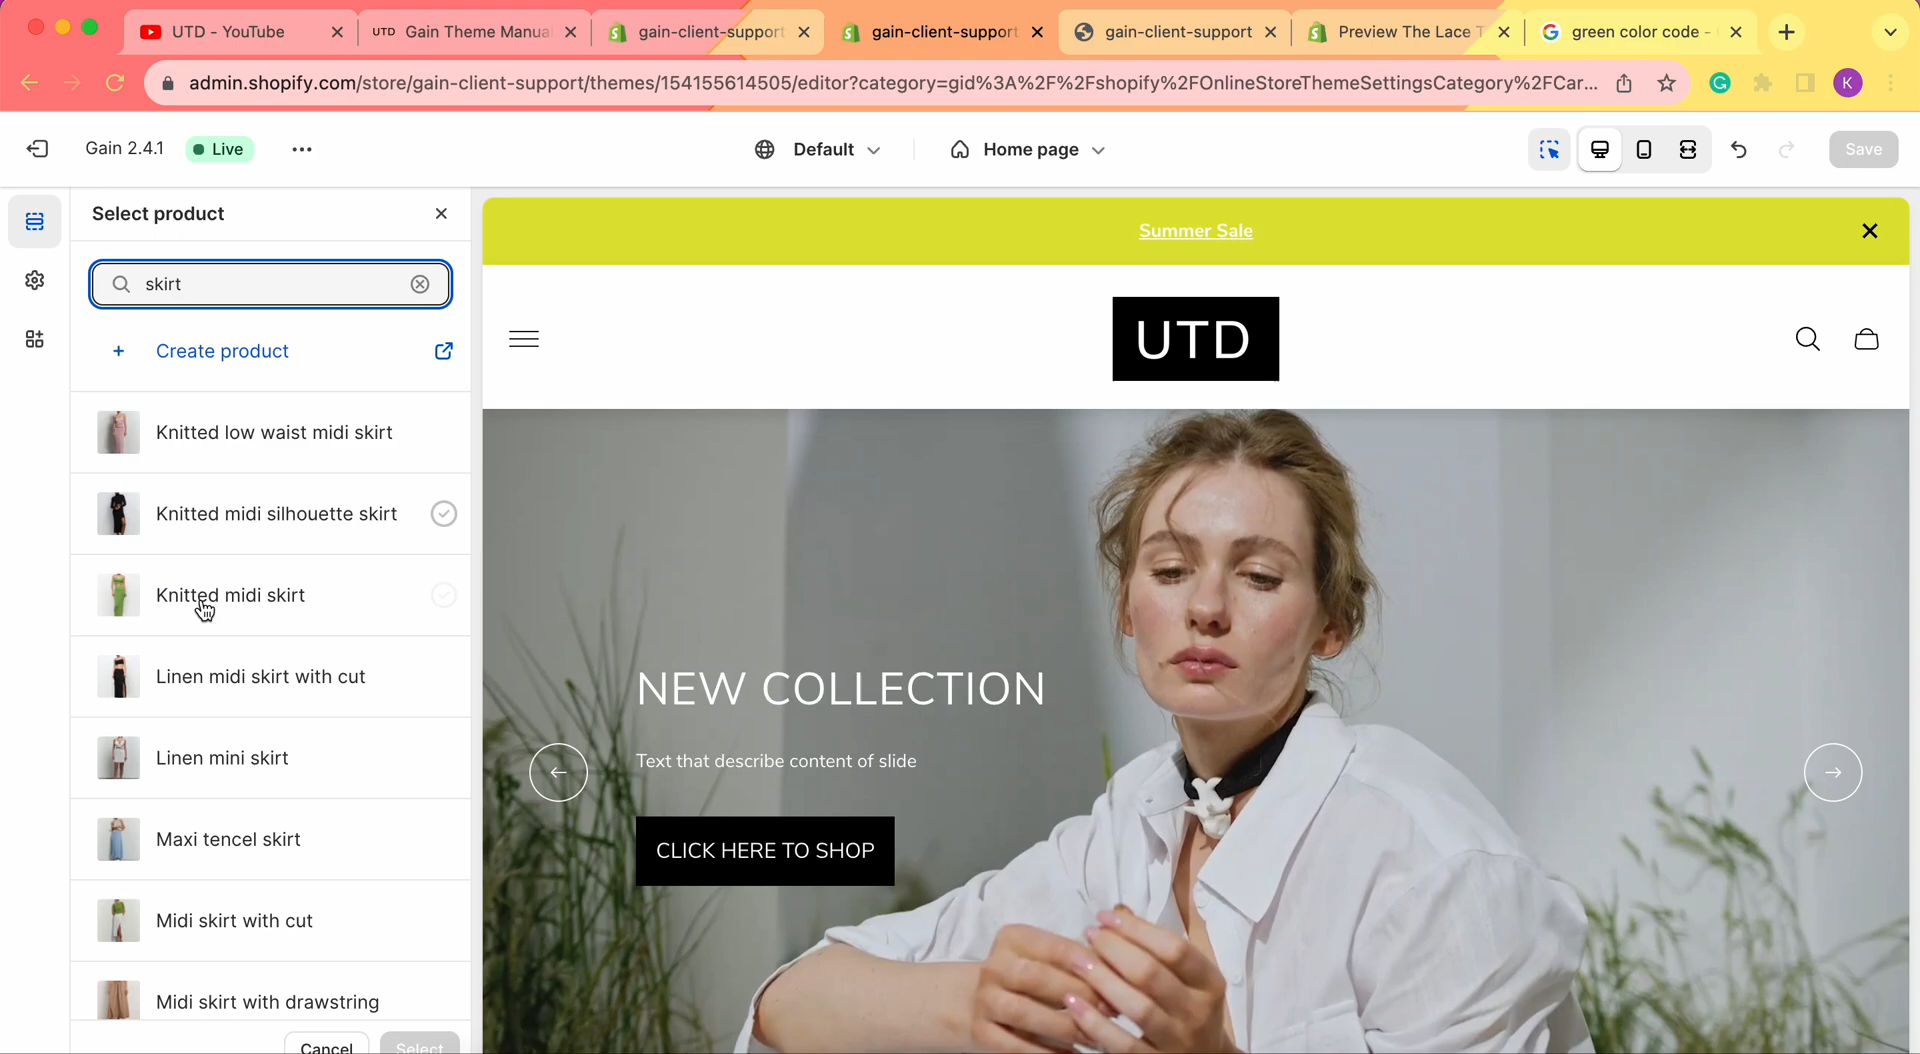 UTD - YouTube
UTD Gain Theme Manua
gain-client-support
gain-client-support
gain-client-support
Preview The Lace T
green color code -
admin.shopify.com/store/gain-client-support/themes/154155614505/editor?category=gid%3A%2F%2Fshopify%2FOnlineStoreThemeSettingsCategory%2FCar...
K
Gain 2.4.1
Live
Default
Home page
Save
Select product
skirt
+ Create product
Knitted low waist midi skirt
Knitted midi silhouette skirt
Knitted midi skirt
Linen midi skirt with cut
Linen mini skirt
Maxi tencel skirt
Midi skirt with cut
Midi skirt with drawstring
Cancel
Select
Summer Sale
UTD
NEW COLLECTION
Text that describe content of slide
CLICK HERE TO SHOP